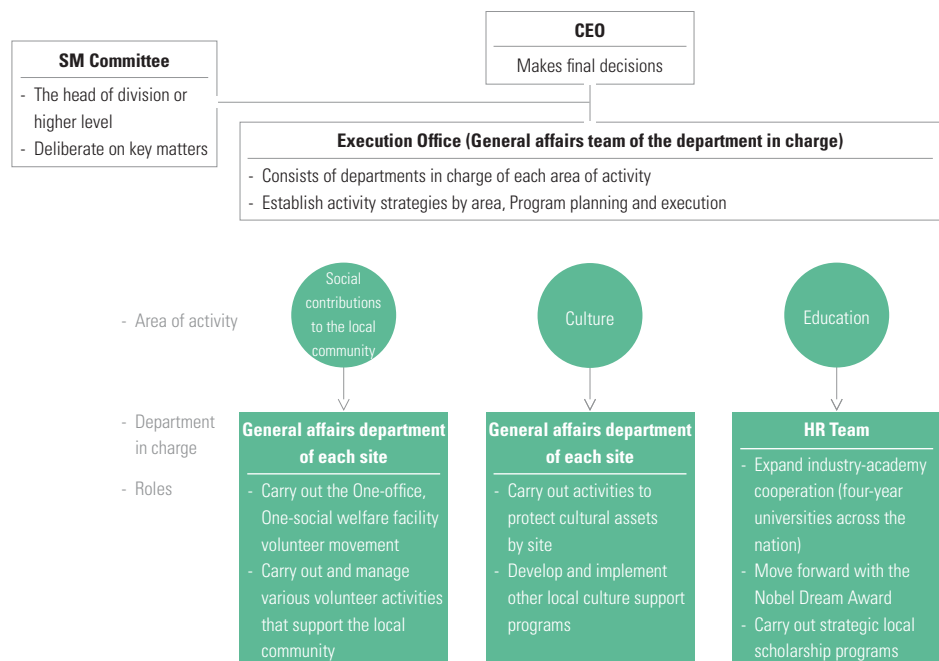 CEO
Makes final decisions
SM Committee
- The head of division or
higher level
- Deliberate on key matters
Execution Office (General affairs team of the department in charge)
- Consists of departments in charge of each area of activity
- Establish activity strategies by area, Program planning and execution
- Area of activity
Social
contributions
to the local
community
Culture
Education
- Department
in charge
- Roles
General affairs department
of each site
- Carry out the One-office,
One-social welfare facility
volunteer movement
- Carry out and manage
various volunteer activities
that support the local
community
General affairs department
of each site
- Carry out activities to
protect cultural assets
by site
- Develop and implement
other local culture support
programs
HR Team
- Expand industry-academy
cooperation (four-year
universities across the
nation)
- Move forward with the
Nobel Dream Award
- Carry out strategic local
scholarship programs